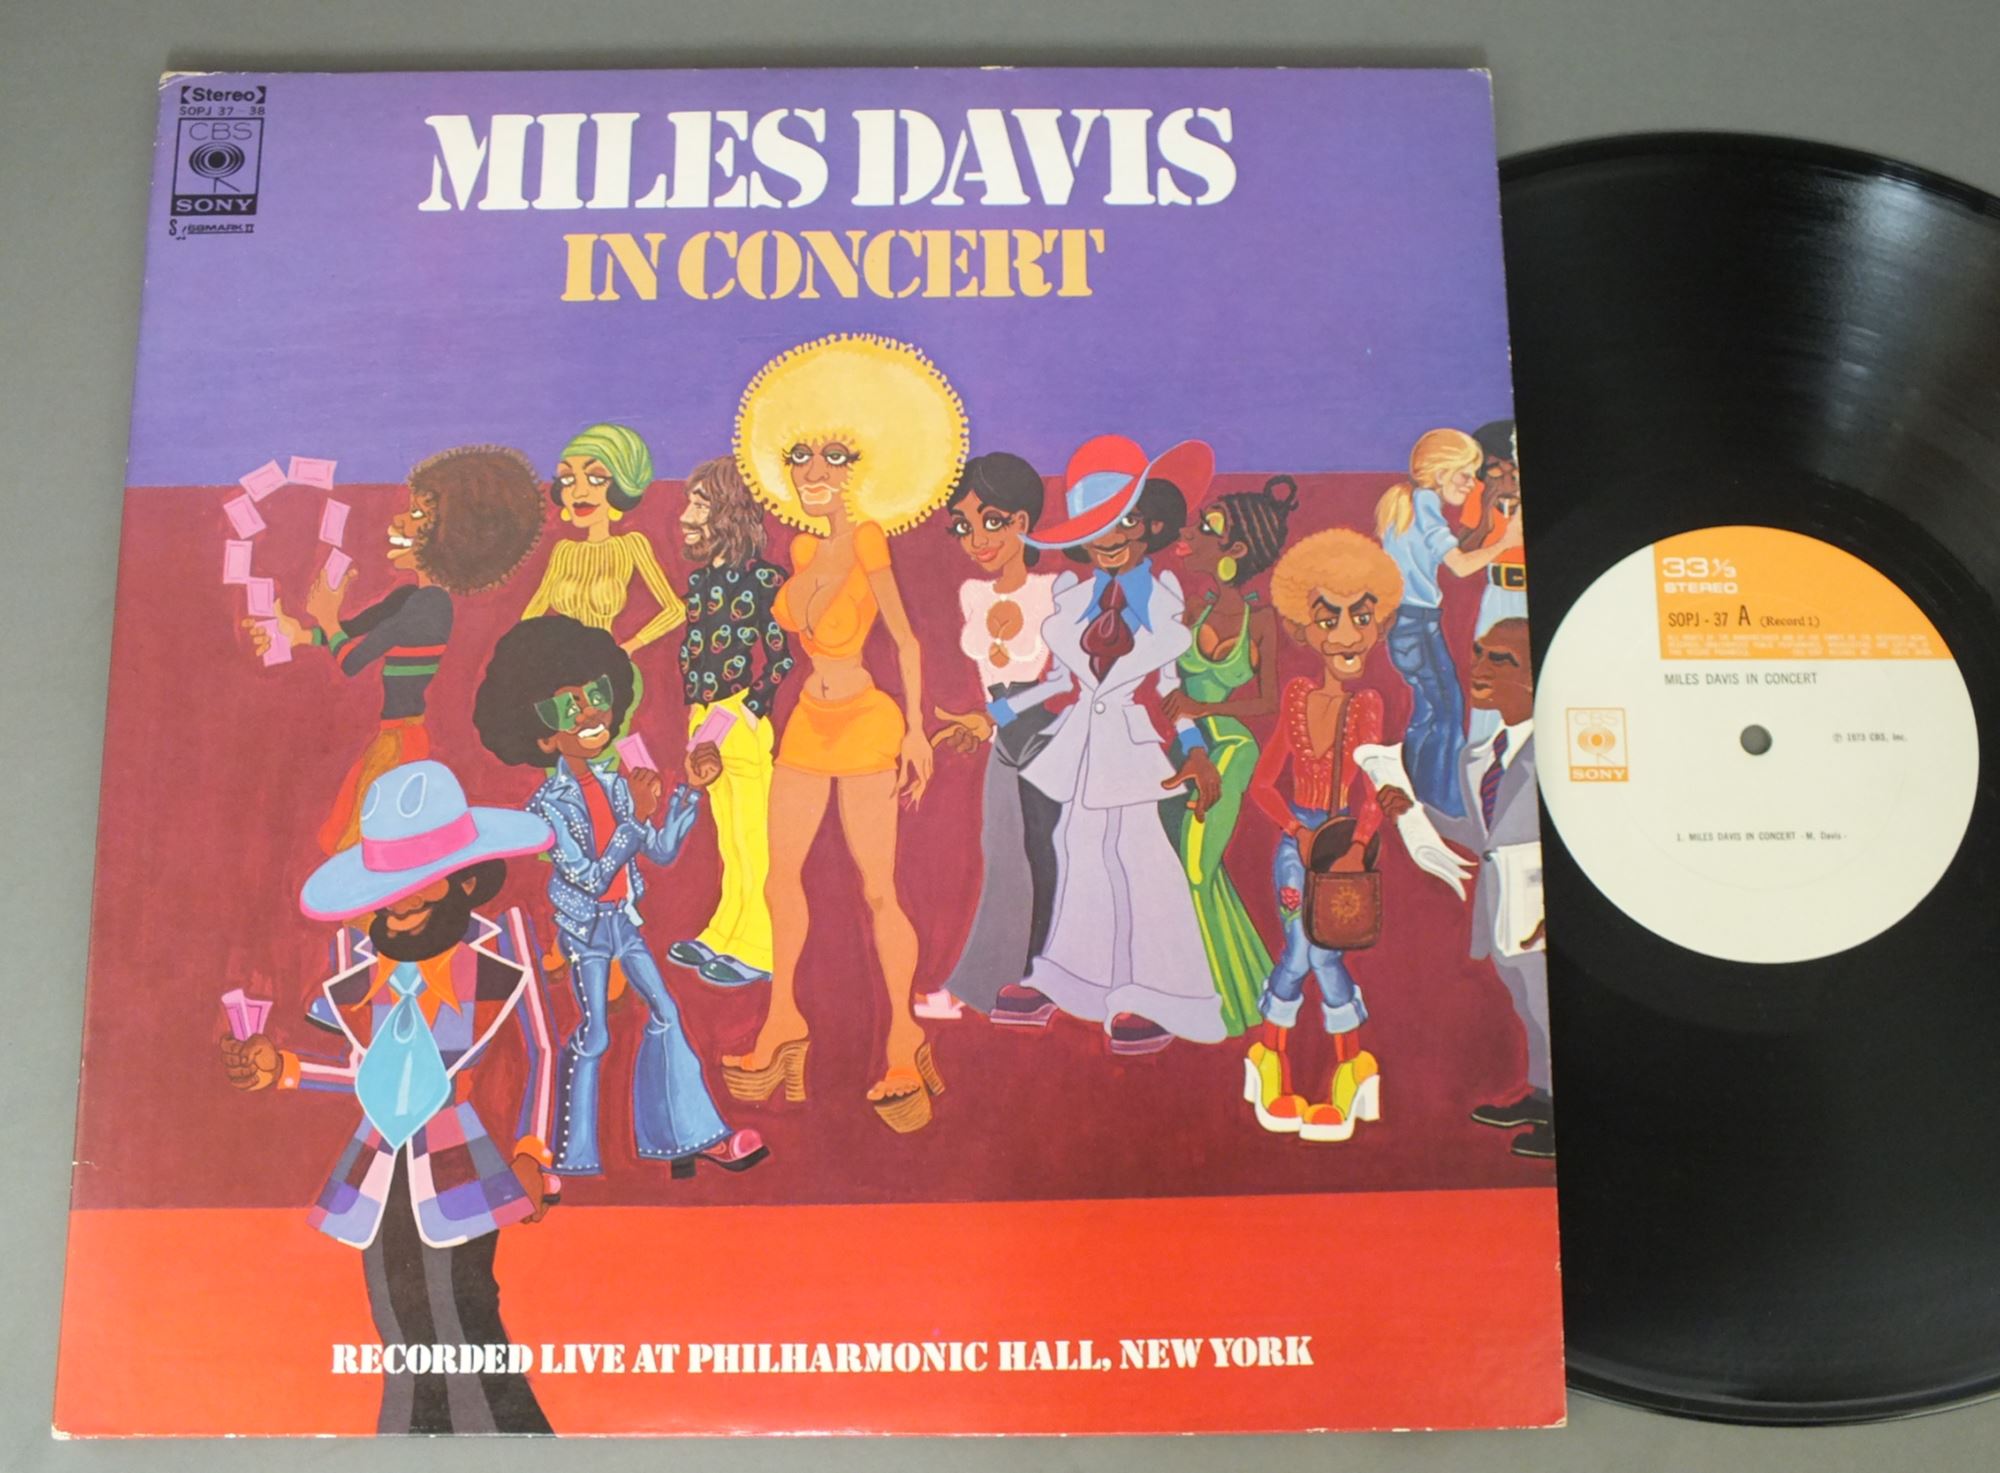 【Stereo】
SOPJ 37-38
CBS
SONY
MILES DAVIS
IN CONCERT
RECORDED LIVE AT PHILHARMONIC HALL, NEW YORK
33 1/3
STEREO
SOPJ - 37 A (Record 1)
MILES DAVIS IN CONCERT
CBS
SONY
℗ 1973 CBS, Inc.
1. MILES DAVIS IN CONCERT - M. Davis -